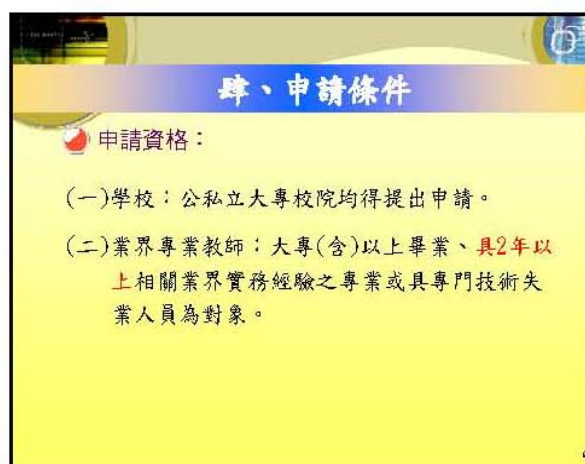 肆、申請條件
申請資格：
(一)學校：公私立大專校院均得提出申請。
(二)業界專業教師：大專(含)以上畢業、具2年以
上相關業界實務經驗之專業或具專門技術失
業人員為對象。